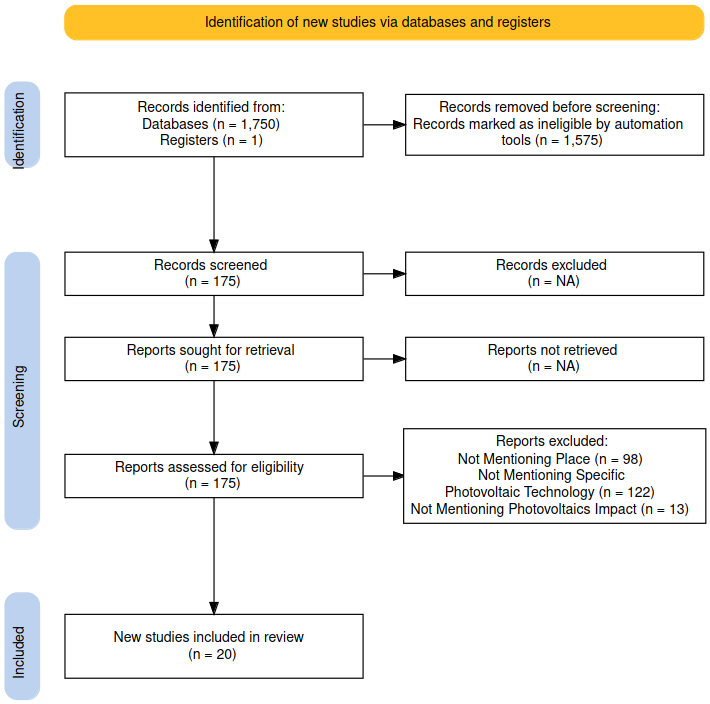 Identification of new studies via databases and registers
Identification
Records identified from:
Databases (n = 1,750)
Registers (n = 1)
Records removed before screening:
Records marked as ineligible by automation
tools (n = 1,575)
Screening
Records screened
(n = 175)
Records excluded
(n = NA)
Reports sought for retrieval
(n = 175)
Reports not retrieved
(n = NA)
Reports assessed for eligibility
(n = 175)
Reports excluded:
Not Mentioning Place (n = 98)
Not Mentioning Specific
Photovoltaic Technology (n = 122)
Not Mentioning Photovoltaics Impact (n = 13)
Included
New studies included in review
(n = 20)